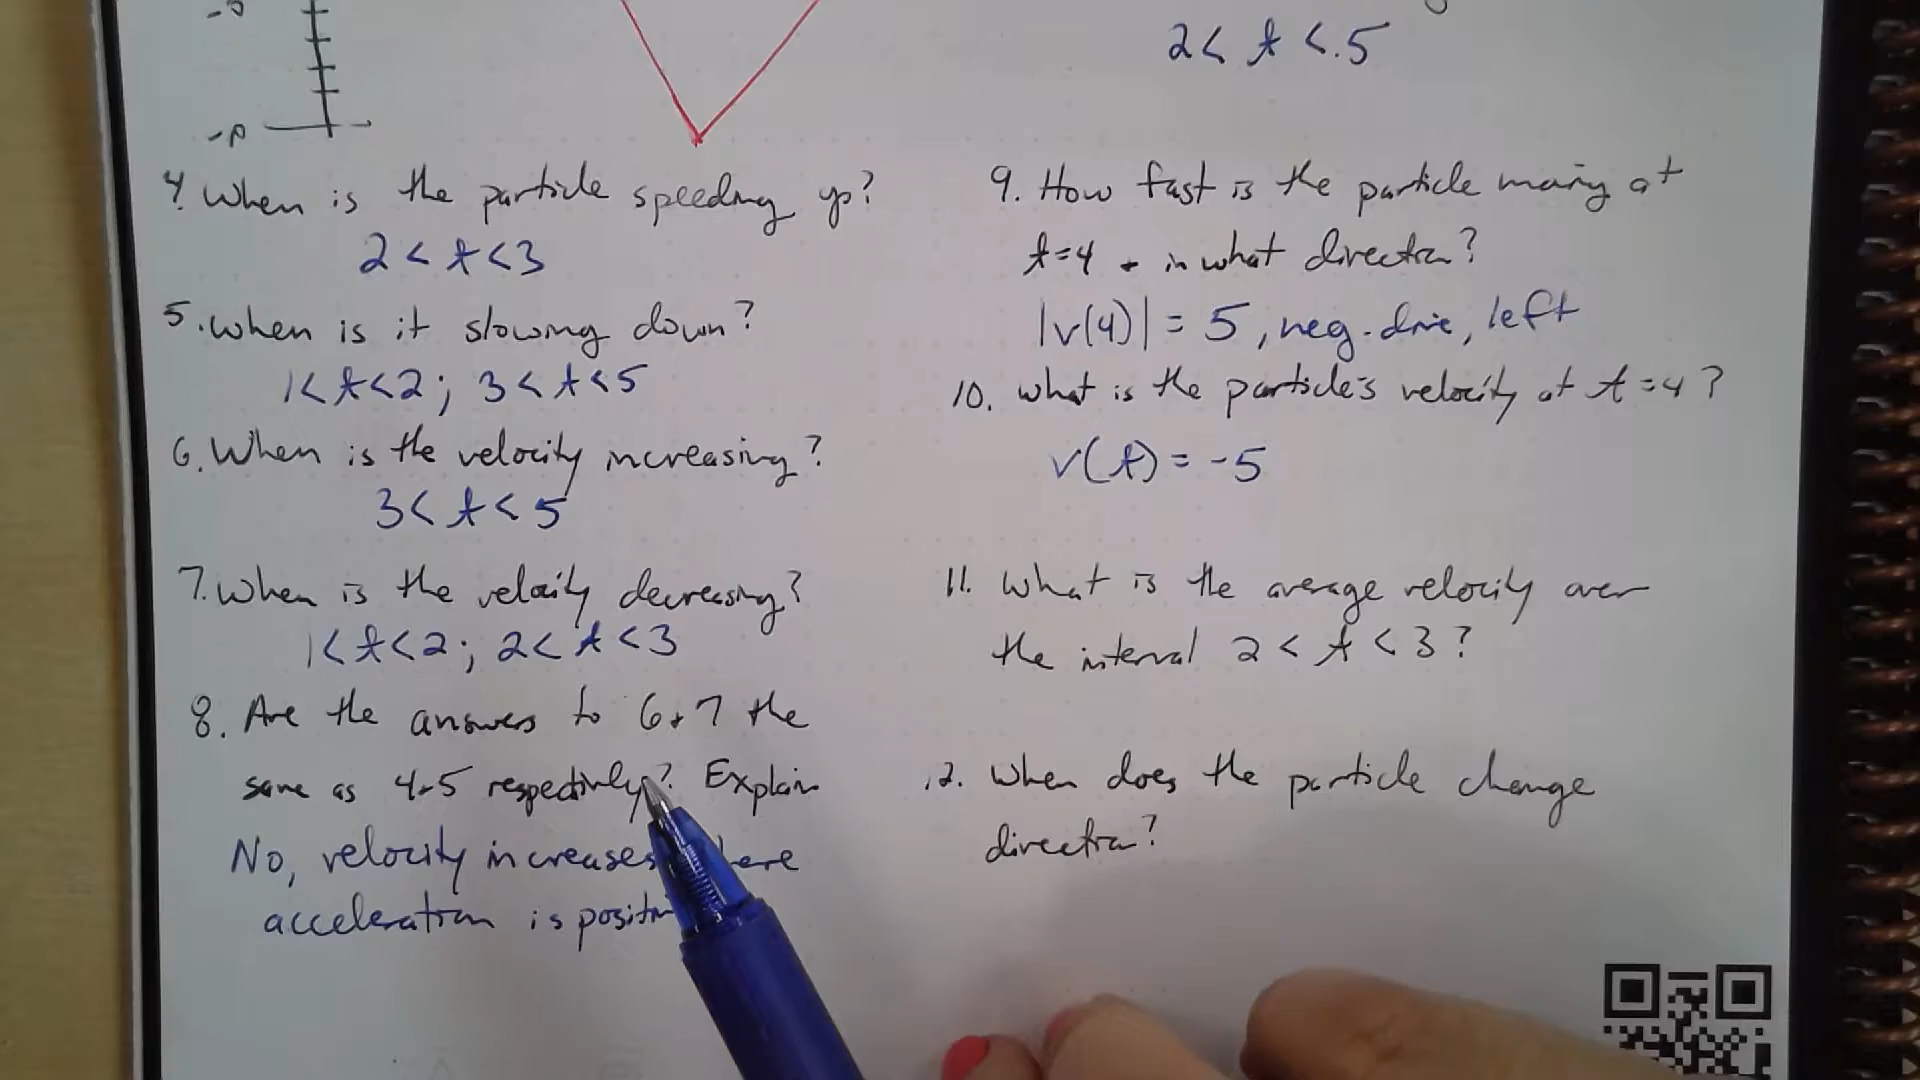 2 < t < 5
4. When is the particle speeding up?
2 < t < 3
5. When is it slowing down?
1 < t < 2 ; 3 < t < 5
6. When is the velocity increasing?
3 < t < 5
7. When is the velocity decreasing?
1 < t < 2 ; 2 < t < 3
8. Are the answers to 6 + 7 the
same as 4 + 5 respectively? Explain
No, velocity increases
acceleration is
9. How fast is the particle moving at
t = 4 + in what direction?
|v(4)| = 5 , neg. dire, left
10. What is the particle's velocity at t = 4 ?
v(t) = -5
11. What is the average velocity over
the interval 2 < t < 3 ?
12. When does the particle change
direction?